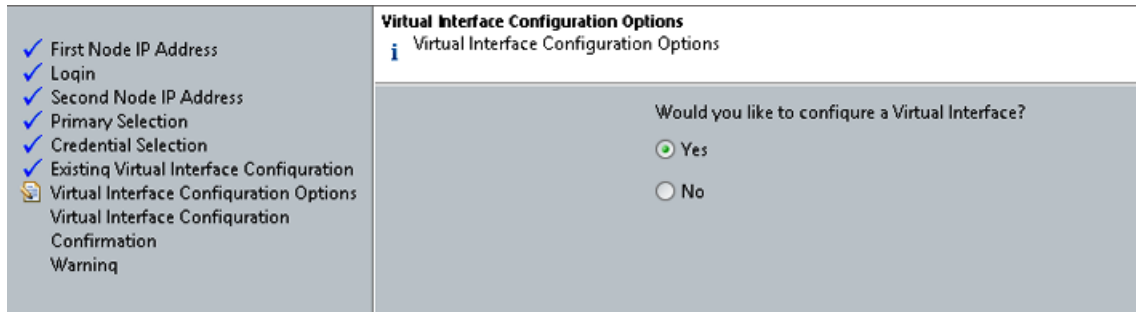 First Node IP Address
Login
Second Node IP Address
Primary Selection
Credential Selection
Existing Virtual Interface Configuration
Virtual Interface Configuration Options
Virtual Interface Configuration
Confirmation
Warning
Virtual Interface Configuration Options
Virtual Interface Configuration Options
Would you like to configure a Virtual Interface?
Yes
No